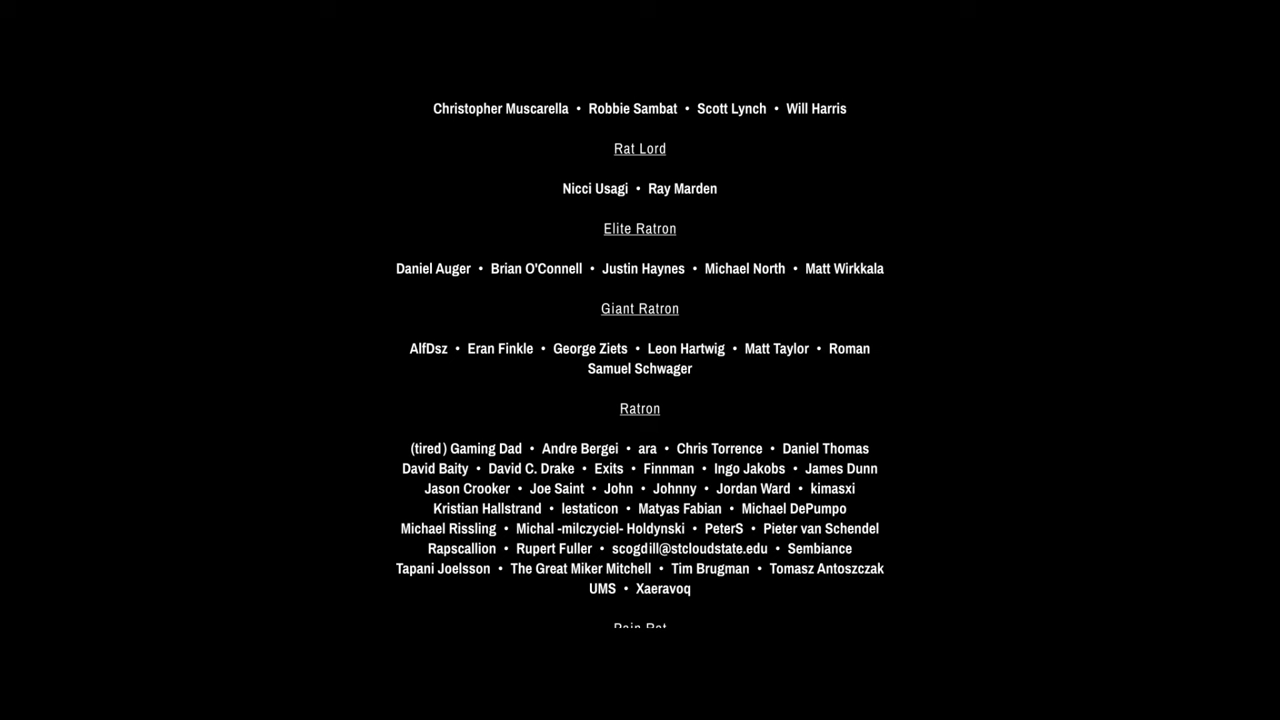 Christopher Muscarella • Robbie Sambat • Scott Lynch • Will Harris
Rat Lord
Nicci Usagi • Ray Marden
Elite Ratron
Daniel Auger • Brian O'Connell • Justin Haynes • Michael North • Matt Wirkkala
Giant Ratron
AlfDsz • Eran Finkle • George Ziets • Leon Hartwig • Matt Taylor • Roman
Samuel Schwager
Ratron
(tired) Gaming Dad • Andre Bergei • ara • Chris Torrence • Daniel Thomas
David Baity • David C. Drake • Exits • Finnman • Ingo Jakobs • James Dunn
Jason Crooker • Joe Saint • John • Johnny • Jordan Ward • kimasxi
Kristian Hallstrand • lestaticon • Matyas Fabian • Michael DePumpo
Michael Rissling • Michal -milczyciel- Holdynski • PeterS • Pieter van Schendel
Rapscallion • Rupert Fuller • scogdill@stcloudstate.edu • Sembiance
Tapani Joelsson • The Great Miker Mitchell • Tim Brugman • Tomasz Antoszczak
UMS • Xaeravoq